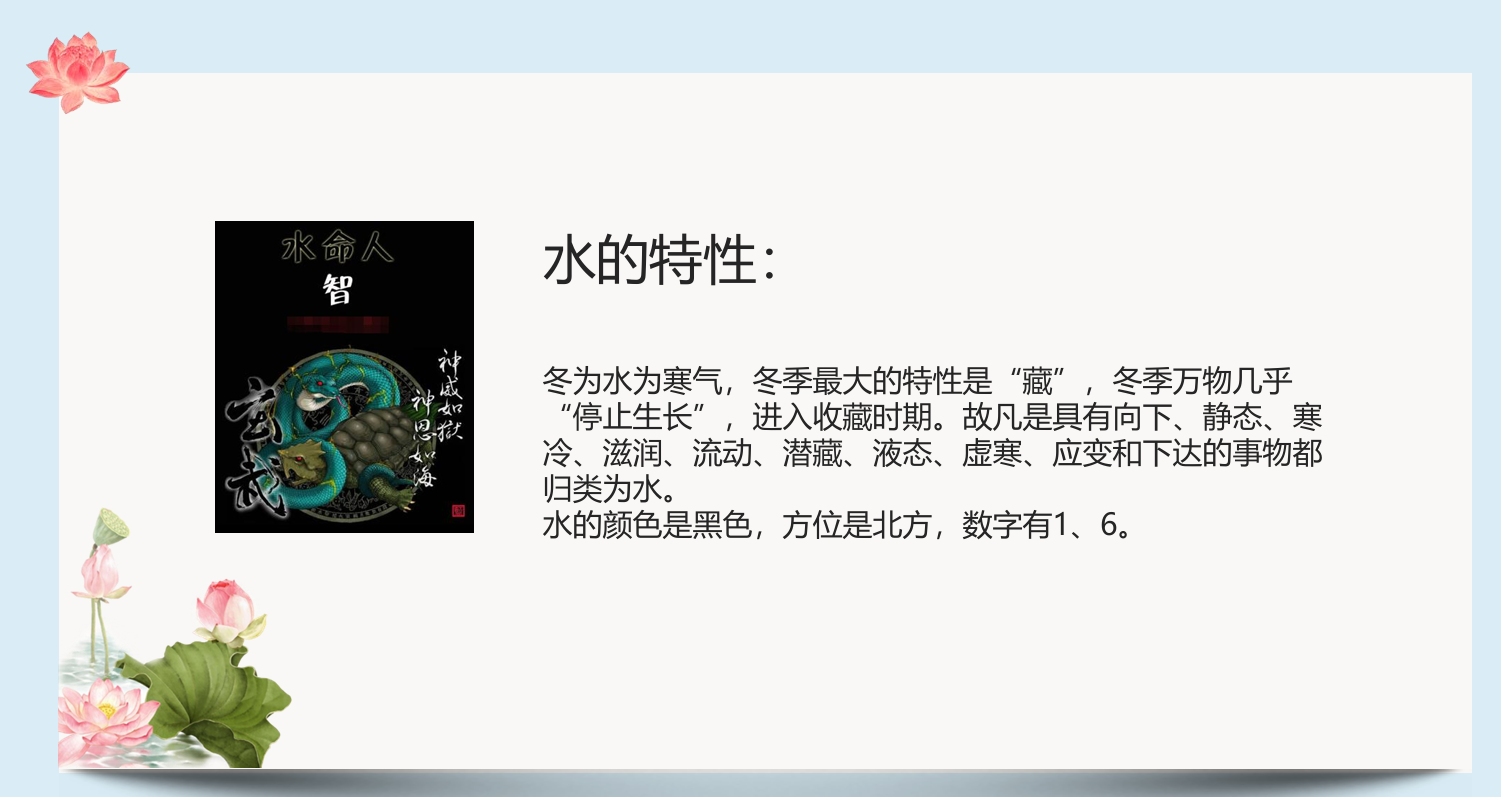 水命人
智
神威如獄
神恩如海
玄武
水的特性：
冬为水为寒气，冬季最大的特性是“藏”，冬季万物几乎
“停止生长”，进入收藏时期。故凡是具有向下、静态、寒
冷、滋润、流动、潜藏、液态、虚寒、应变和下达的事物都
归类为水。
水的颜色是黑色，方位是北方，数字有1、6。